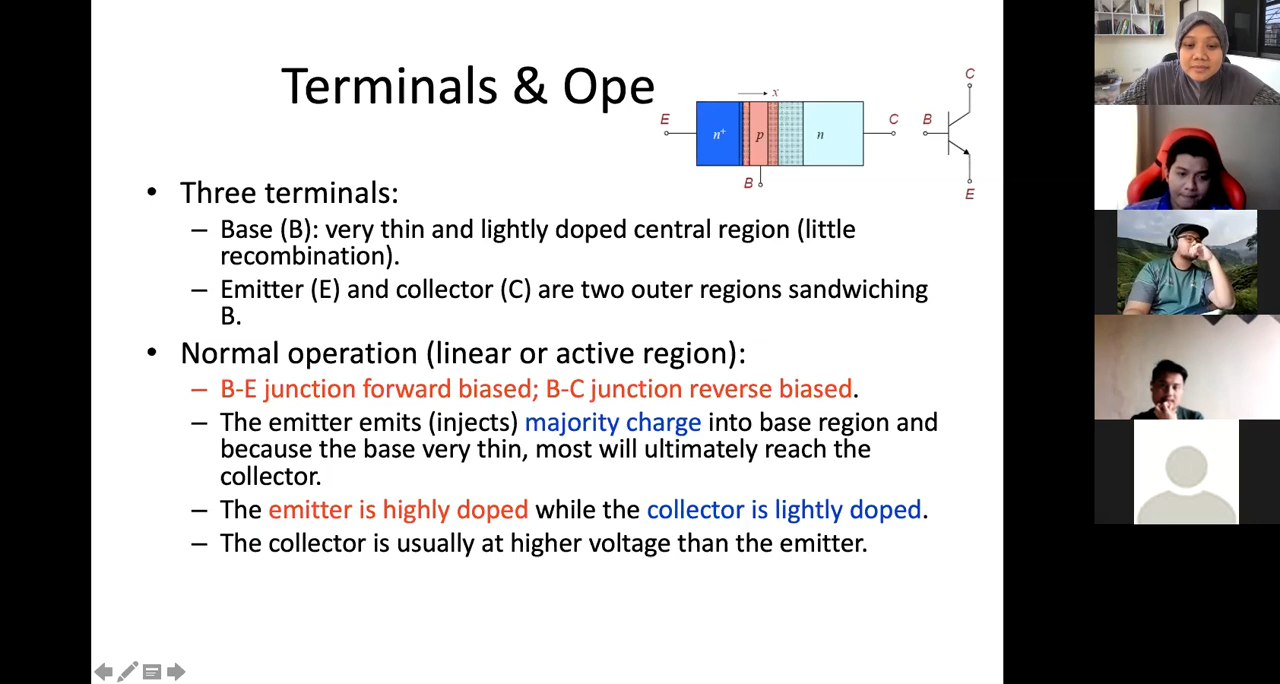 Terminals & Ope
x
E
n+
p
n
C
B
B
C
E
• Three terminals:
– Base (B): very thin and lightly doped central region (little
recombination).
– Emitter (E) and collector (C) are two outer regions sandwiching
B.
• Normal operation (linear or active region):
– B-E junction forward biased; B-C junction reverse biased.
– The emitter emits (injects) majority charge into base region and
because the base very thin, most will ultimately reach the
collector.
– The emitter is highly doped while the collector is lightly doped.
– The collector is usually at higher voltage than the emitter.